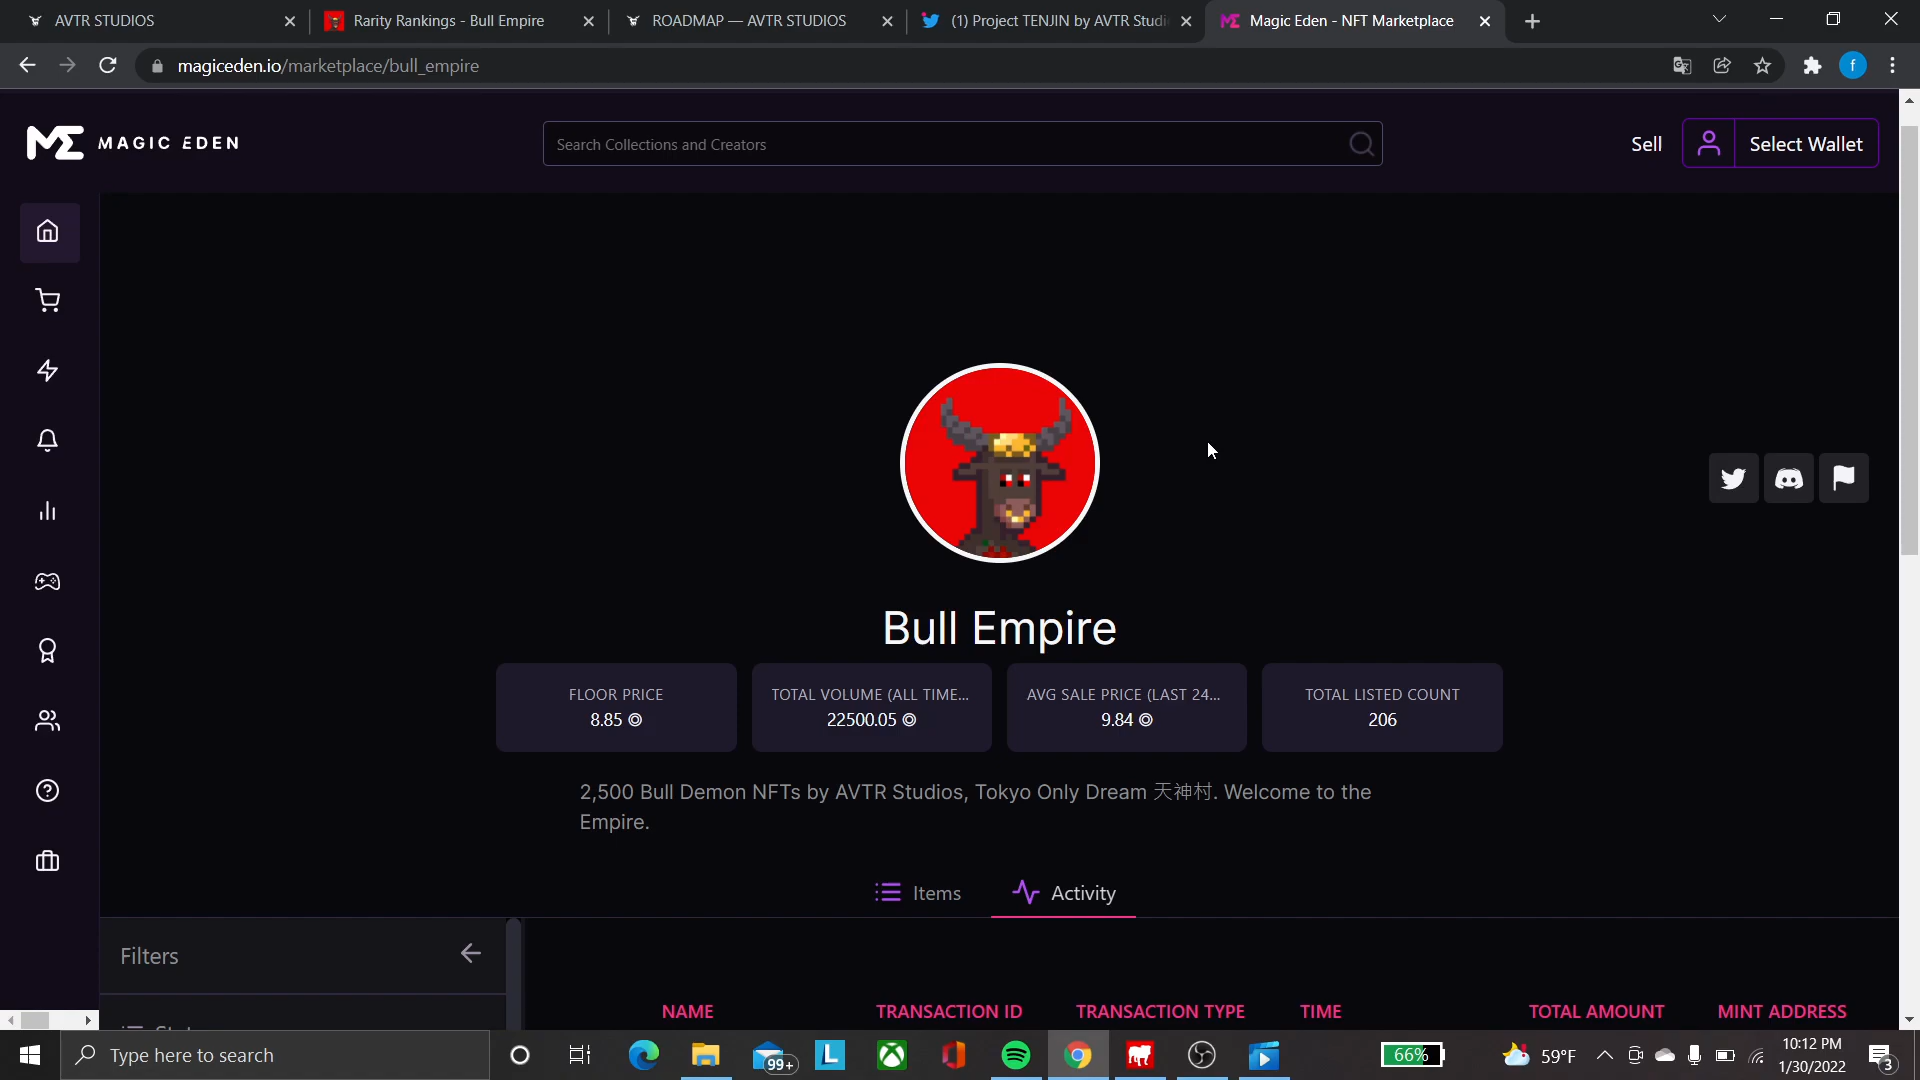 AVTR STUDIOS
Rarity Rankings - Bull Empire
ROADMAP — AVTR STUDIOS
(1) Project TENJIN by AVTR Studi
Magic Eden - NFT Marketplace
magiceden.io/marketplace/bull_empire
f
MAGIC EDEN
Search Collections and Creators
Sell
Select Wallet
Bull Empire
FLOOR PRICE
8.85
TOTAL VOLUME (ALL TIME...
22500.05
AVG SALE PRICE (LAST 24...
9.84
TOTAL LISTED COUNT
206
2,500 Bull Demon NFTs by AVTR Studios, Tokyo Only Dream 天神村. Welcome to the
Empire.
Items
Activity
Filters
NAME
TRANSACTION ID
TRANSACTION TYPE
TIME
TOTAL AMOUNT
MINT ADDRESS
Type here to search
99+
L
66%
59°F
10:12 PM
1/30/2022
3